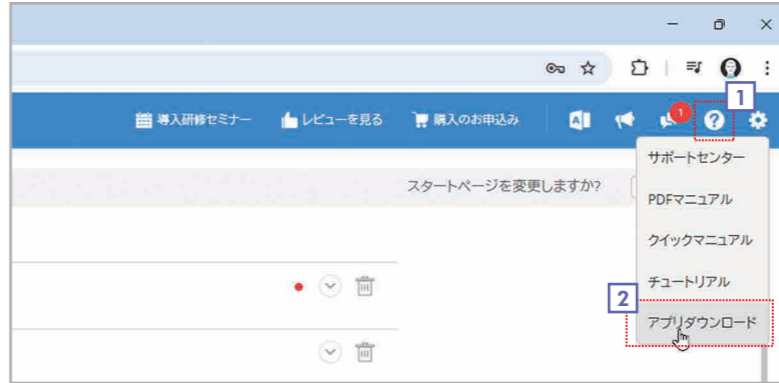 1
導入研修セミナー レビューを見る 購入のお申込み A 1 ?
サポートセンター
スタートページを変更しますか?
PDFマニュアル
クイックマニュアル
チュートリアル
2
アプリダウンロード